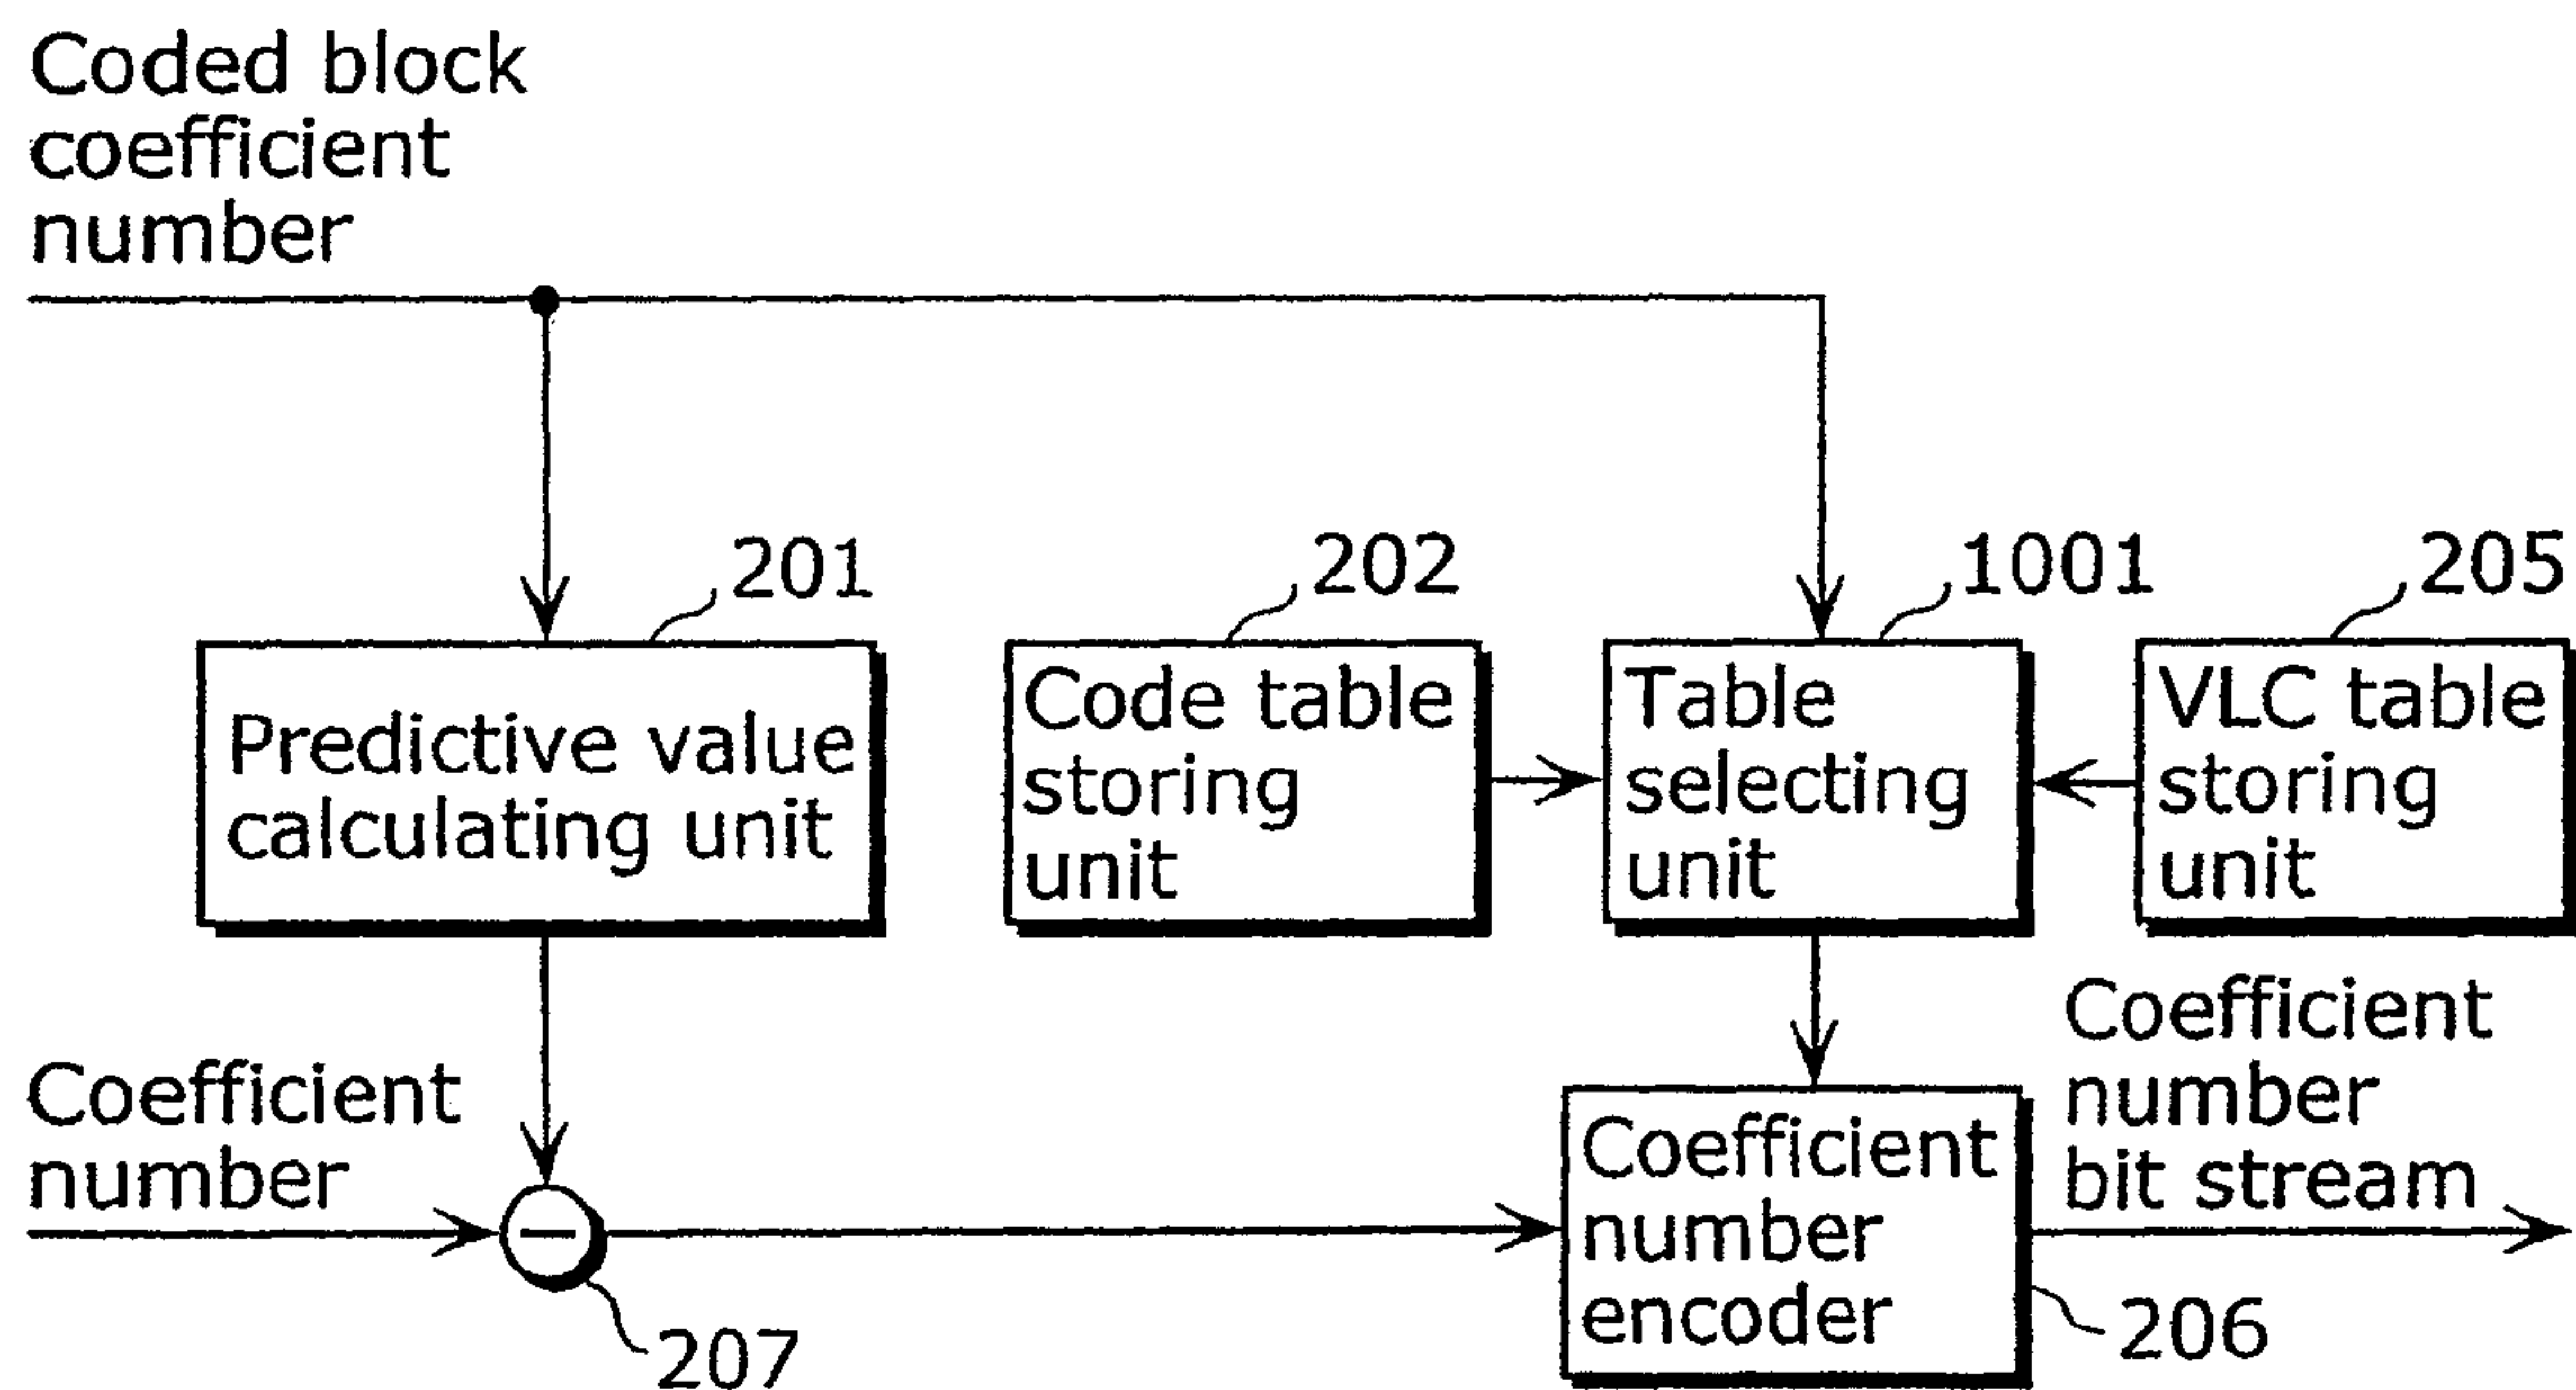 Coded block
coefficient
number
201
202
1001
205
Predictive value
calculating unit
Code table
storing
unit
Table
selecting
unit
VLC table
storing
unit
Coefficient
number
Coefficient
number
encoder
Coefficient
number
bit stream
207
206